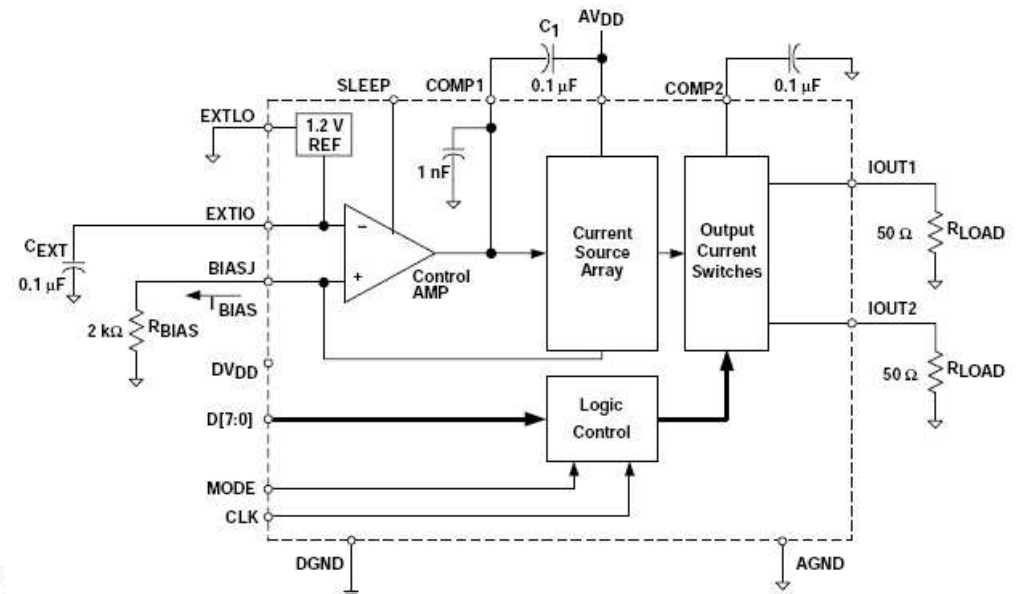 C1
AVDD
0.1 µF
0.1 µF
SLEEP
COMP1
COMP2
EXTLO
1.2 V
REF
1 nF
IOUT1
EXTIO
−
+
Control
AMP
Current
Source
Array
Output
Current
Switches
50 Ω
RLOAD
CEXT
0.1 µF
BIASJ
IBIAS
2 kΩ
RBIAS
IOUT2
DVDD
50 Ω
RLOAD
D[7:0]
Logic
Control
MODE
CLK
DGND
AGND